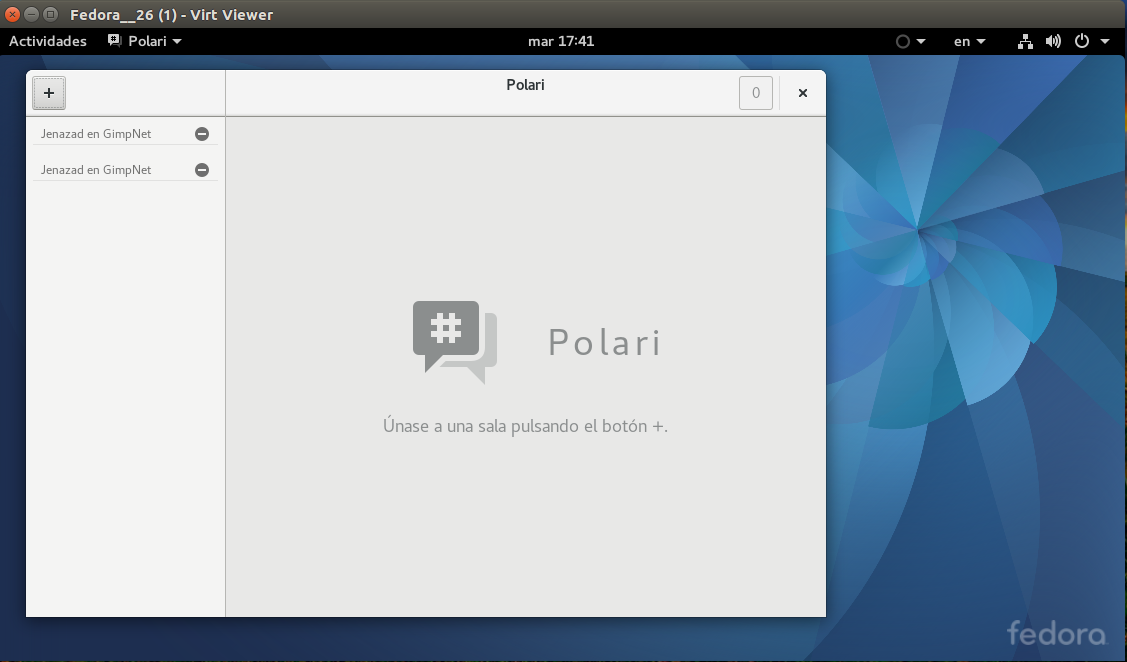 Fedora__26 (1) - Virt Viewer
Actividades Polari mar 17:41 en
+ Polari 0 ×
Jenazad en GimpNet
Jenazad en GimpNet
# Polari
Únase a una sala pulsando el botón +.
fedora